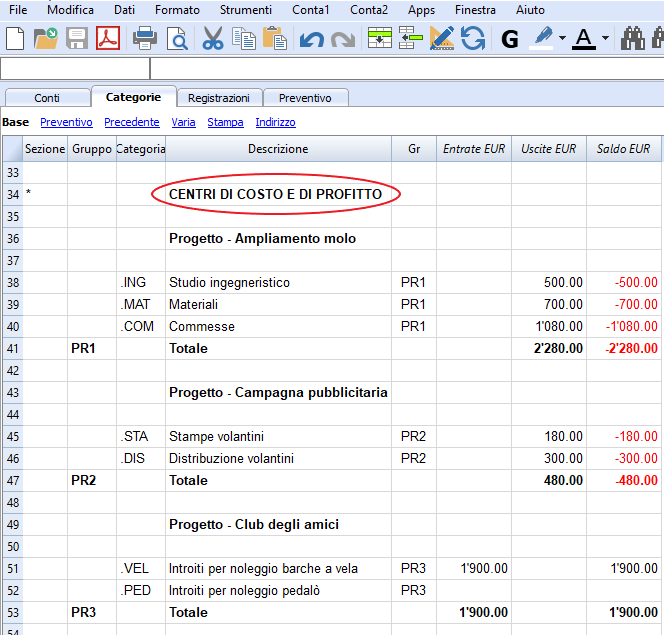 File Modifica Dati Formato Strumenti Conta1 Conta2 Apps Finestra Aiuto
G A
Conti Categorie Registrazioni Preventivo
Base Preventivo Precedente Varia Stampa Indirizzo
Sezione Gruppo Categoria Descrizione Gr Entrate EUR Uscite EUR Saldo EUR
33
34 * CENTRI DI COSTO E DI PROFITTO
35
36 Progetto - Ampliamento molo
37
38 .ING Studio ingegneristico PR1 500.00 -500.00
39 .MAT Materiali PR1 700.00 -700.00
40 .COM Commesse PR1 1'080.00 -1'080.00
41 PR1 Totale 2'280.00 -2'280.00
42
43 Progetto - Campagna pubblicitaria
44
45 .STA Stampe volantini PR2 180.00 -180.00
46 .DIS Distribuzione volantini PR2 300.00 -300.00
47 PR2 Totale 480.00 -480.00
48
49 Progetto - Club degli amici
50
51 .VEL Introiti per noleggio barche a vela PR3 1'900.00 1'900.00
52 .PED Introiti per noleggio pedalò PR3
53 PR3 Totale 1'900.00 1'900.00